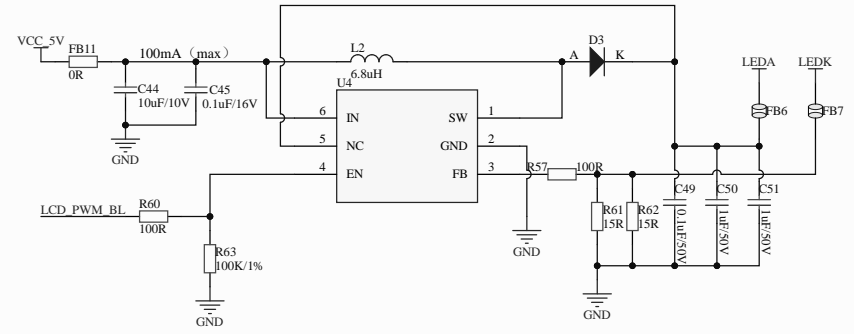 VCC_5V
FB11
0R
100mA（max）
L2
6.8uH
D3
A
K
LEDA
LEDK
FB6
FB7
C44
10uF/10V
C45
0.1uF/16V
GND
U4
6
IN
SW
1
5
NC
GND
2
4
EN
FB
3
R57
100R
GND
LCD_PWM_BL
R60
100R
R63
100K/1%
GND
R61
15R
R62
15R
C49
0.1uF/50V
C50
1uF/50V
C51
1uF/50V
GND